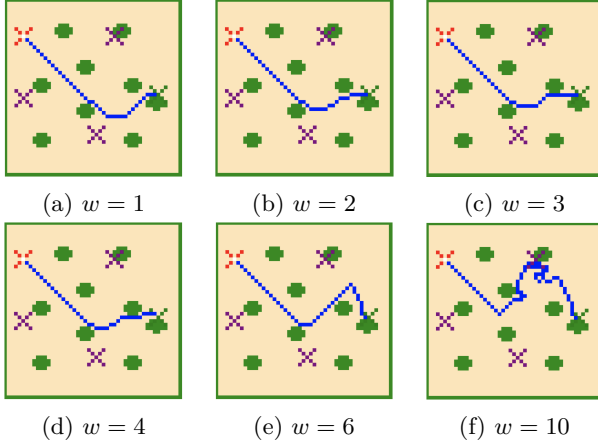 (a) w = 1
(b) w = 2
(c) w = 3
(d) w = 4
(e) w = 6
(f) w = 10